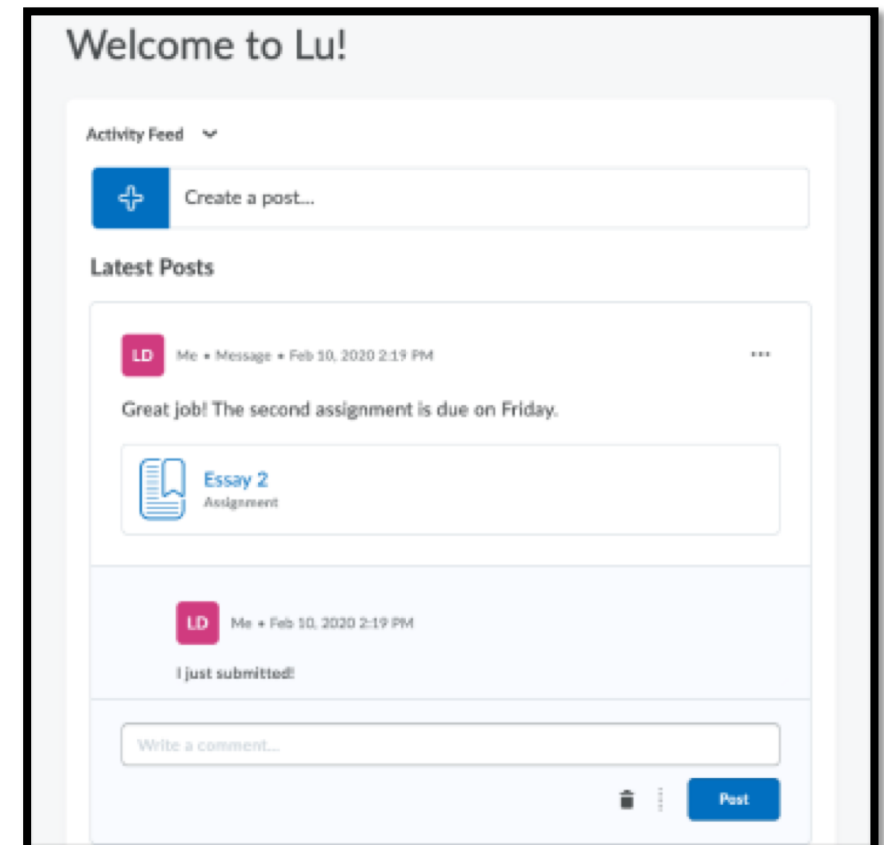 Welcome to Lu!
Activity Feed
Create a post...
Latest Posts
LD Me • Message • Feb 10, 2020 2:19 PM
Great job! The second assignment is due on Friday.
Essay 2
Assignment
LD Me • Feb 10, 2020 2:19 PM
I just submitted!
Write a comment...
Post